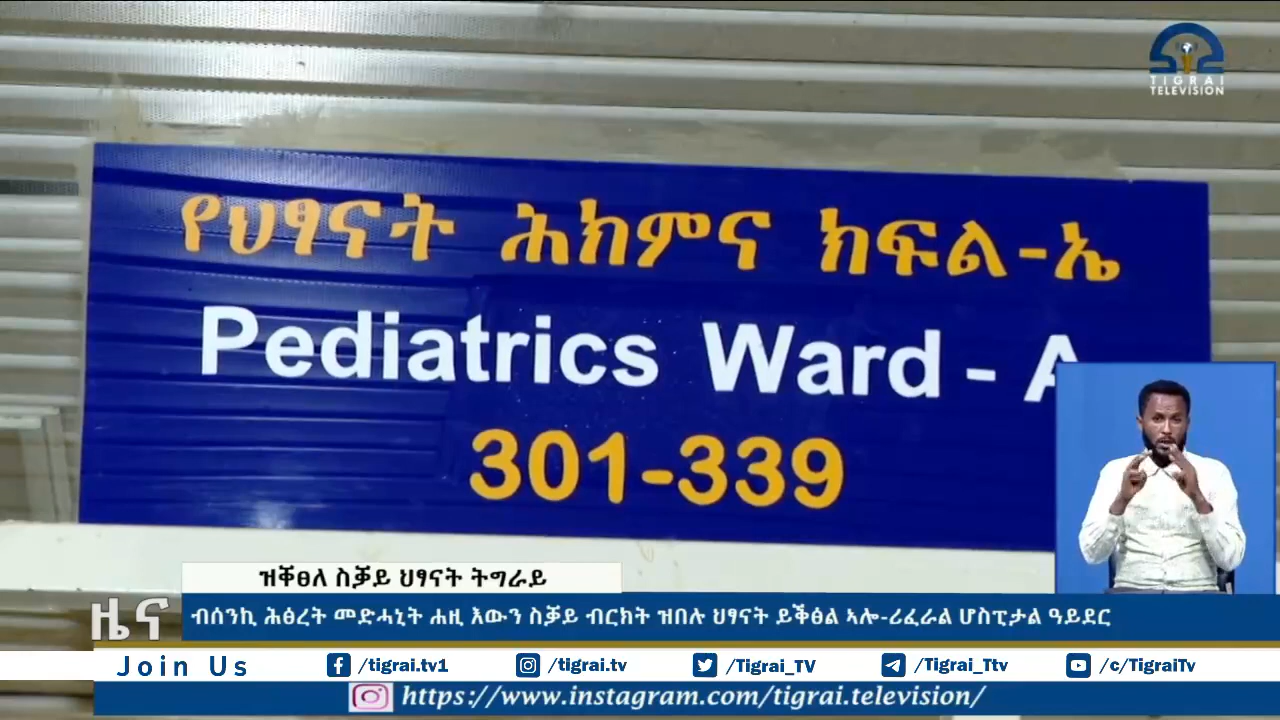 TIGRAI
TELEVISION
የህፃናት ሕክምና ክፍል-ኤ
Pediatrics Ward - A
301-339
ዝቐፀለ ስቓይ ህፃናት ትግራይ
ዜና
ብሰንኪ ሕፅረት መድሓኒት ሐዚ እውን ስቓይ ብርክት ዝበሉ ህፃናት ይቕፅል ኣሎ-ሪፈራል ሆስፒታል ዓይደር
Join Us /tigrai.tv1 /tigrai.tv /Tigrai_TV /Tigrai_Ttv /c/TigraiTv
https://www.instagram.com/tigrai.television/